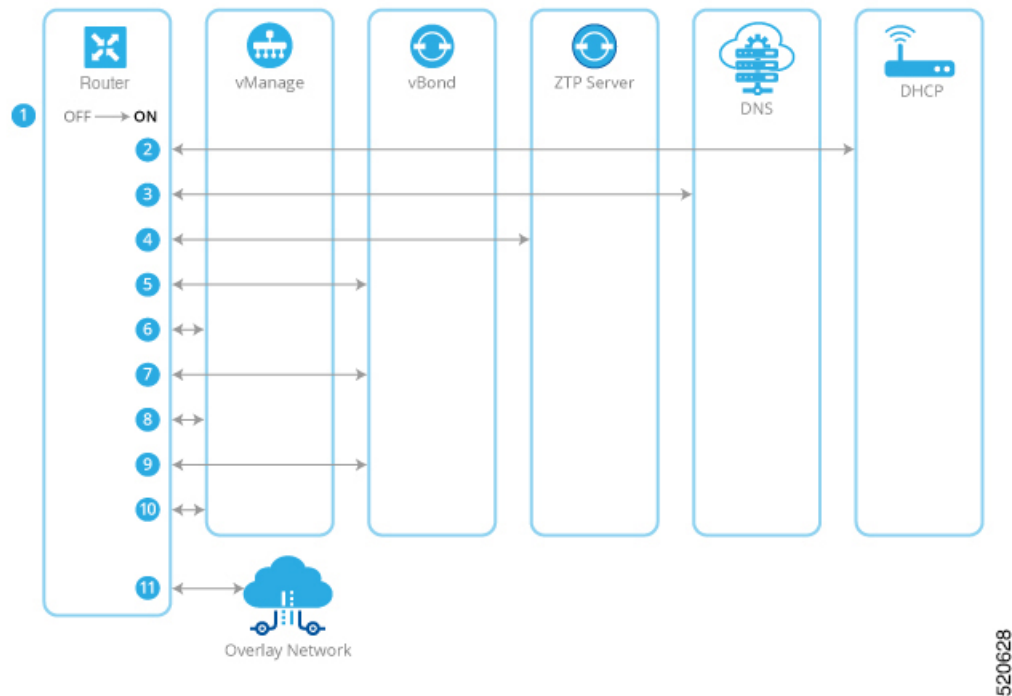 Router
vManage
vBond
ZTP Server
DNS
DHCP
1 OFF ON
2
3
4
5
6
7
8
9
10
11
Overlay Network
520628